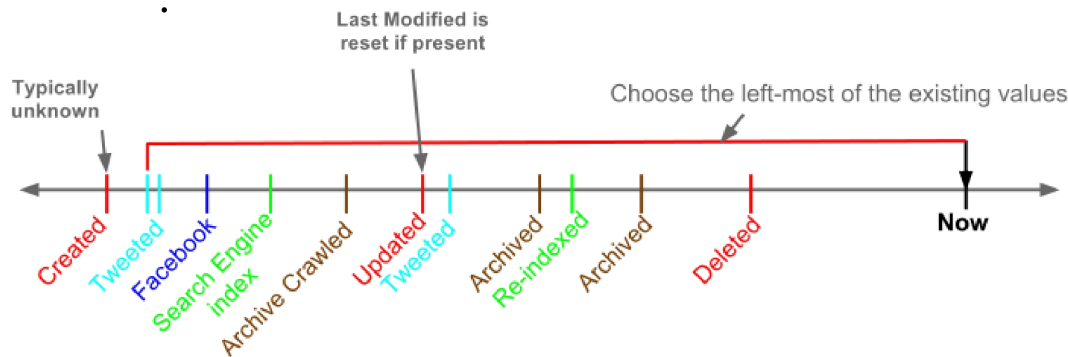 Last Modified is
reset if present
Typically
unknown
Choose the left-most of the existing values
Created
Tweeted
Facebook
Search Engine
index
Archive Crawled
Updated
Tweeted
Archived
Re-indexed
Archived
Deleted
Now